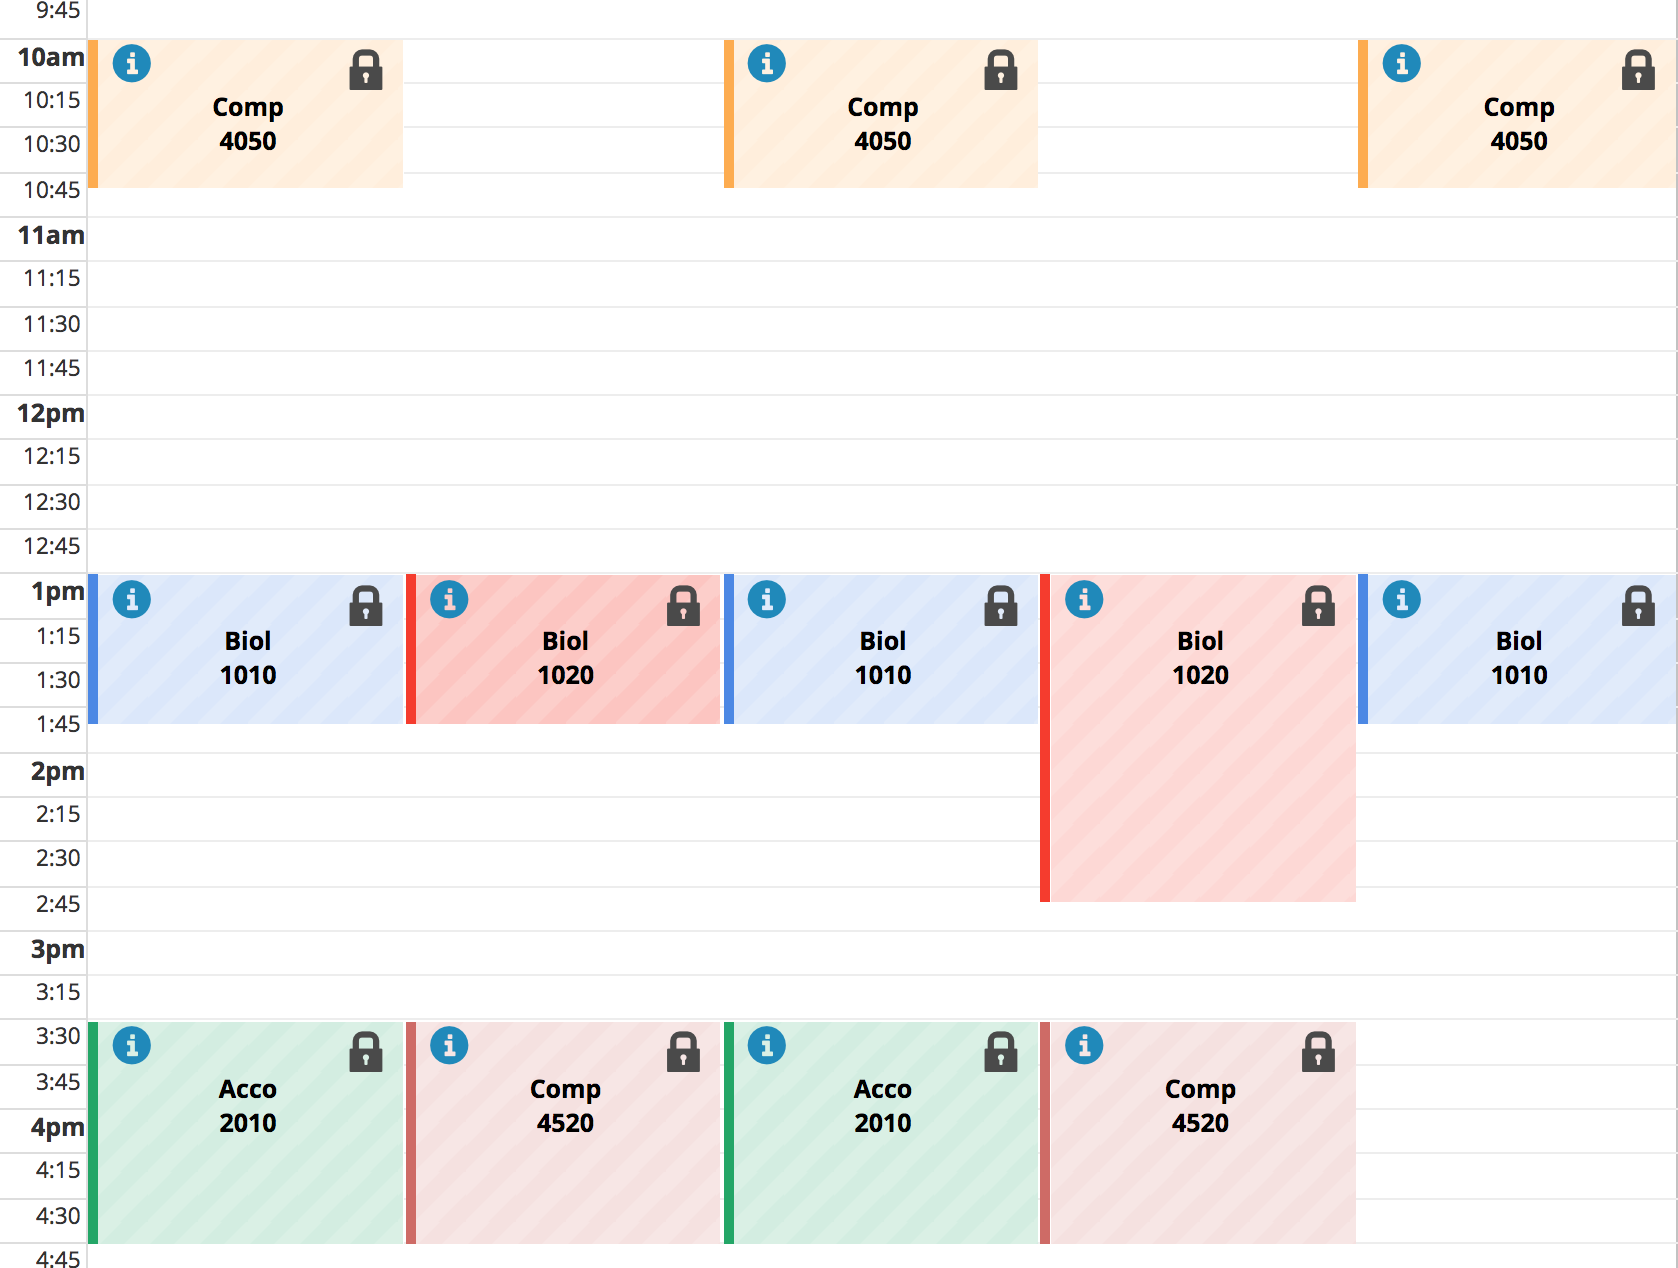 9:45
10am
10:15
Comp Comp Comp
10:30
4050 4050 4050
10:45
11am
11:15
11:30
11:45
12pm
12:15
12:30
12:45
1pm
1:15
Biol Biol Biol Biol Biol
1:30
1010 1020 1010 1020 1010
1:45
2pm
2:15
2:30
2:45
3pm
3:15
3:30
3:45
Acco Comp Acco Comp
4pm
2010 4520 2010 4520
4:15
4:30
4:45